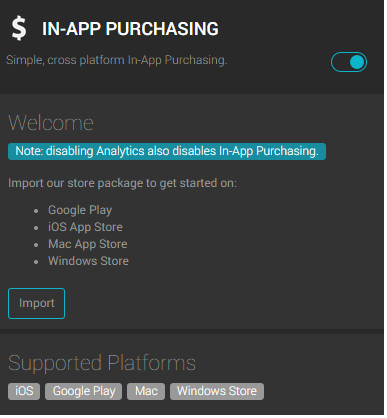 $ IN-APP PURCHASING
Simple, cross platform In-App Purchasing.
Welcome
Note: disabling Analytics also disables In-App Purchasing.
Import our store package to get started on:
• Google Play
• iOS App Store
• Mac App Store
• Windows Store
Import
Supported Platforms
iOS Google Play Mac Windows Store